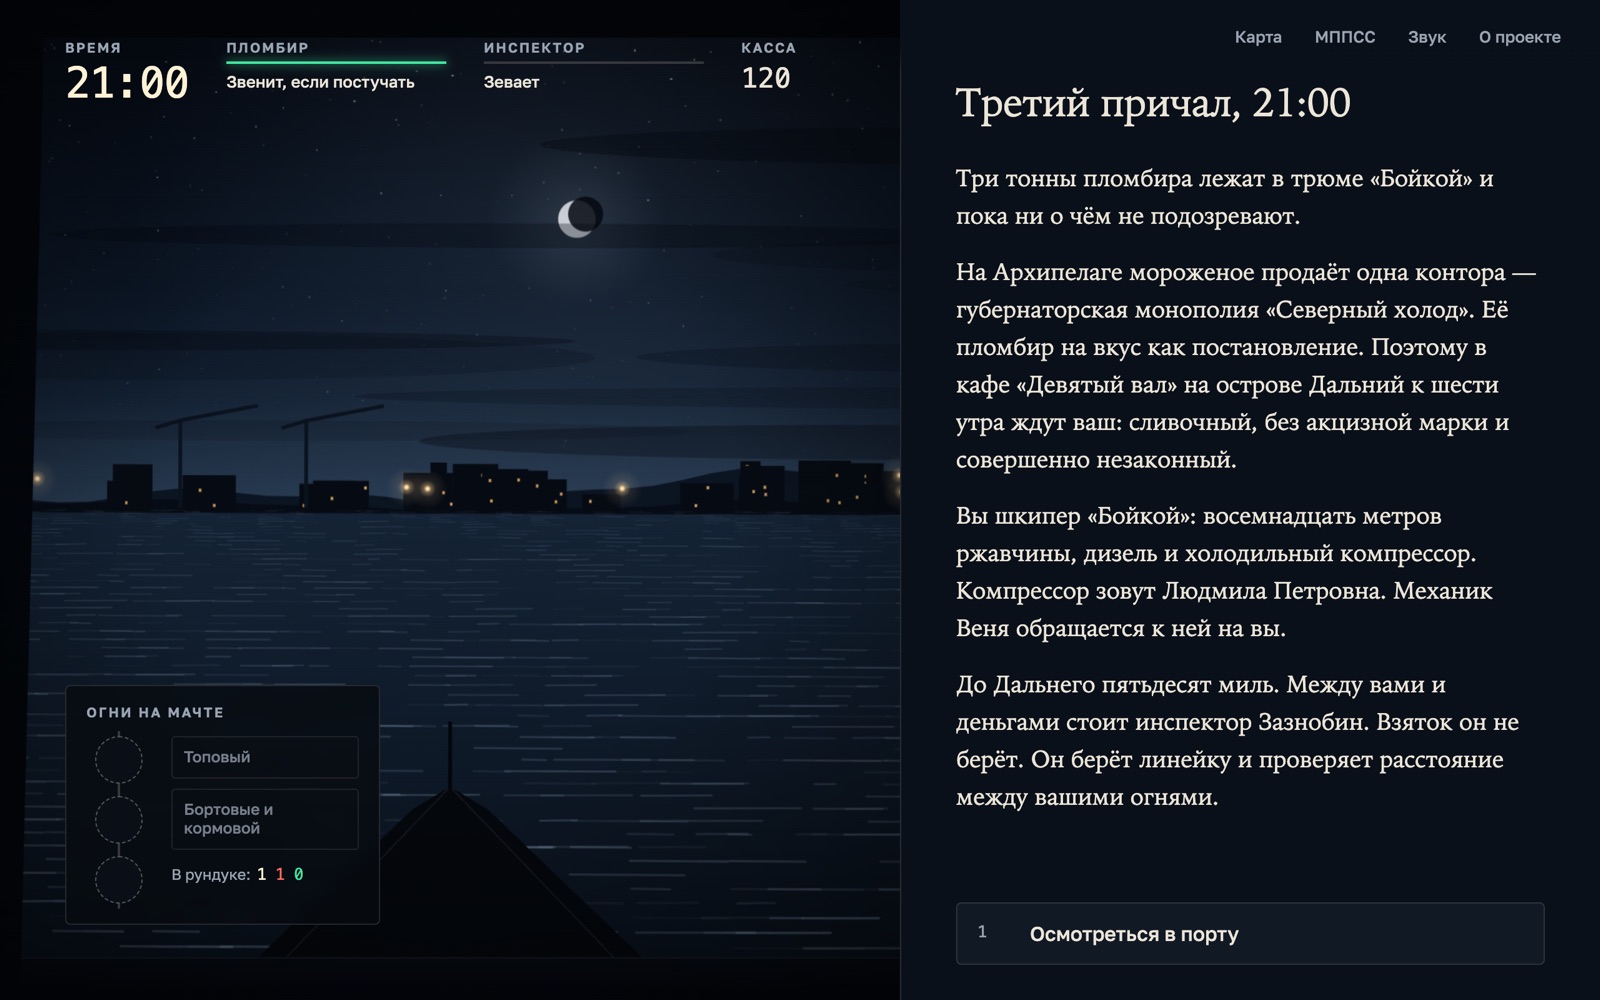 ВРЕМЯ
21:00
ПЛОМБИР
Звенит, если постучать
ИНСПЕКТОР
Зевает
КАССА
120
ОГНИ НА МАЧТЕ
Топовый
Бортовые и
кормовой
В рундуке: 1 1 0
Карта МППСС Звук О проекте
Третий причал, 21:00
Три тонны пломбира лежат в трюме «Бойкой» и
пока ни о чём не подозревают.
На Архипелаге мороженое продаёт одна контора —
губернаторская монополия «Северный холод». Её
пломбир на вкус как постановление. Поэтому в
кафе «Девятый вал» на острове Дальний к шести
утра ждут ваш: сливочный, без акцизной марки и
совершенно незаконный.
Вы шкипер «Бойкой»: восемнадцать метров
ржавчины, дизель и холодильный компрессор.
Компрессор зовут Людмила Петровна. Механик
Веня обращается к ней на вы.
До Дальнего пятьдесят миль. Между вами и
деньгами стоит инспектор Зазнобин. Взяток он не
берёт. Он берёт линейку и проверяет расстояние
между вашими огнями.
1 Осмотреться в порту